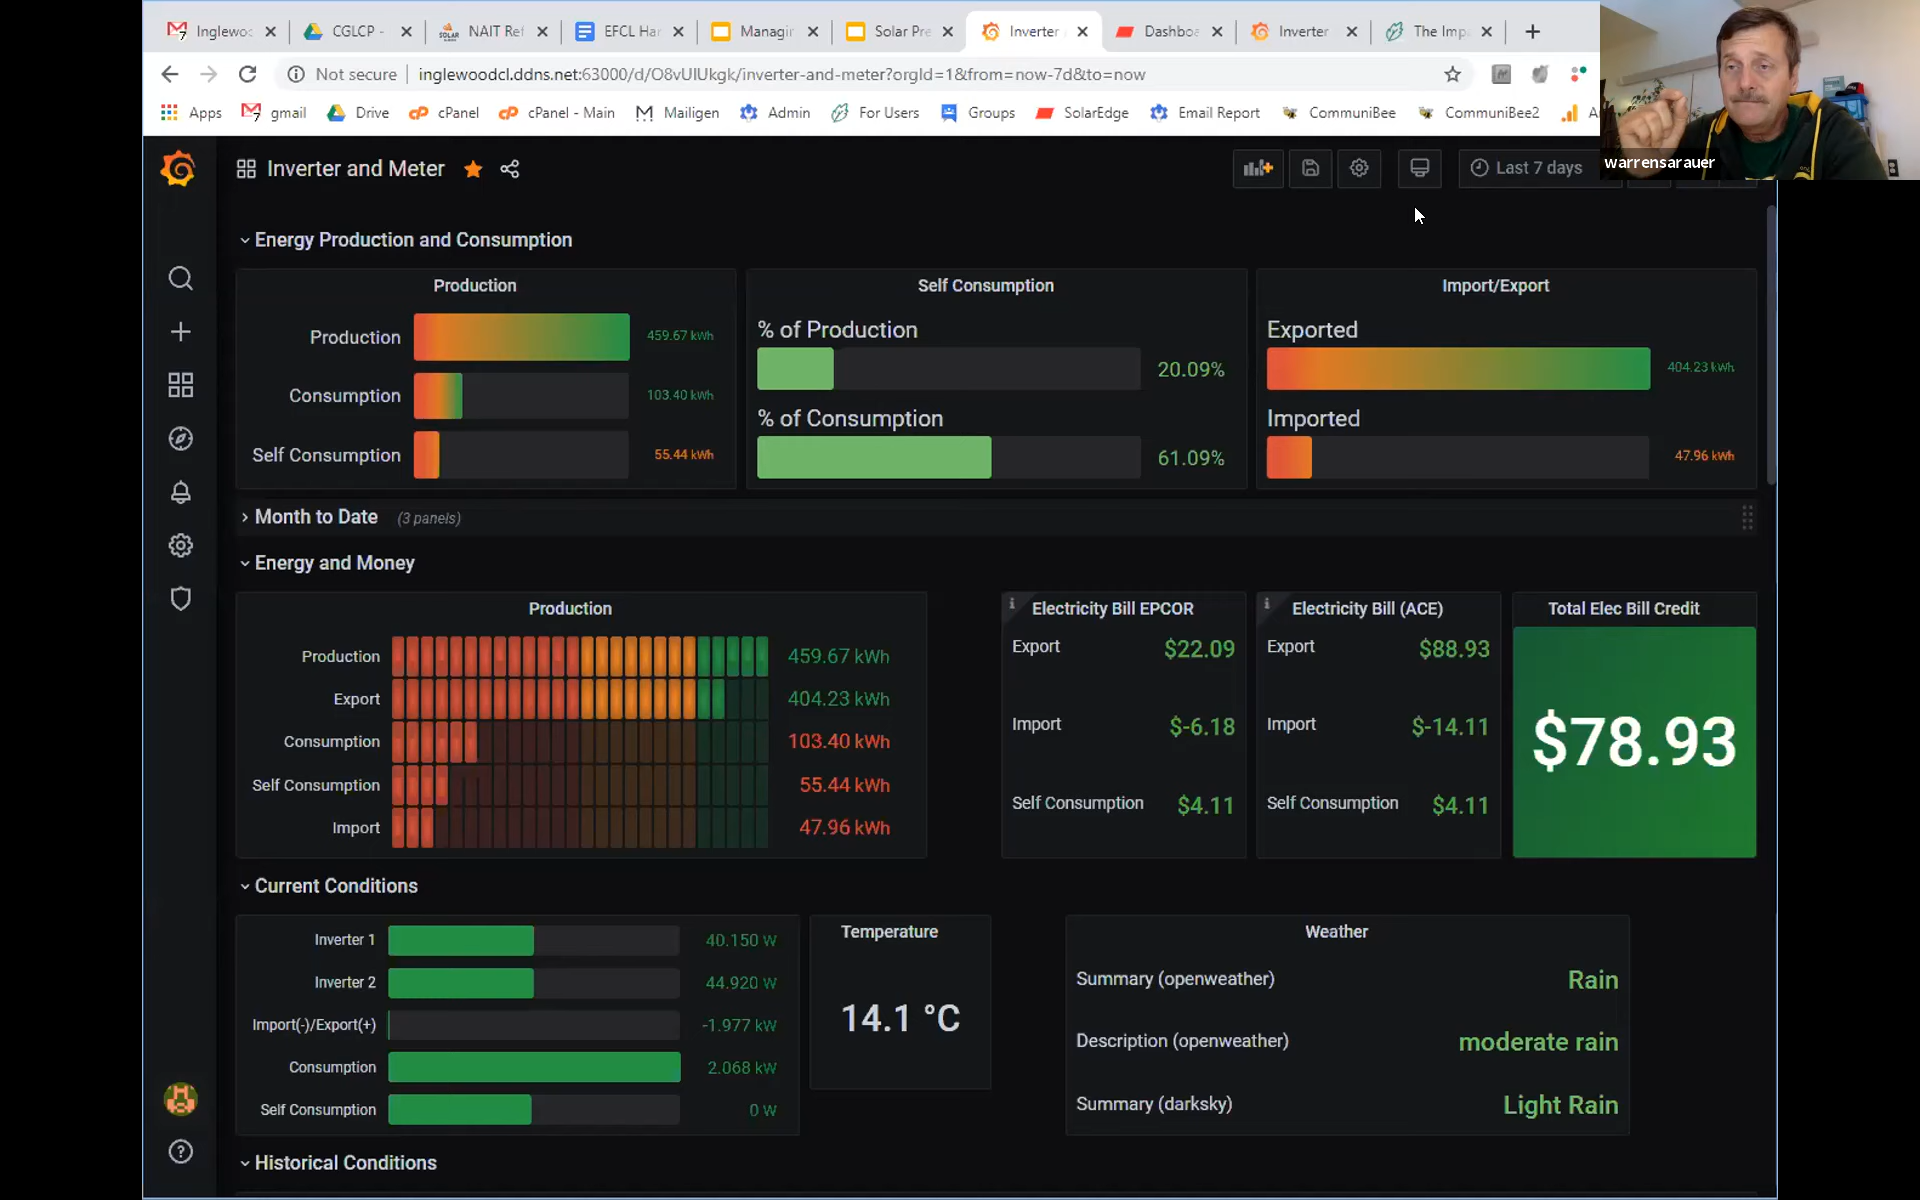 Inglewoo
CGLCP -
NAIT Ref
EFCL Har
Managin
Solar Pre
Inverter
Dashboa
Inverter
The Imp
Not secure
inglewoodcl.ddns.net:63000/d/O8vUIUkgk/inverter-and-meter?orgId=1&from=now-7d&to=now
Apps
gmail
Drive
cPanel
cPanel - Main
Mailigen
Admin
For Users
Groups
SolarEdge
Email Report
CommuniBee
CommuniBee2
warrensarauer
Inverter and Meter
Last 7 days
Energy Production and Consumption
Production
Production 459.67 kWh
Consumption 103.40 kWh
Self Consumption 55.44 kWh
Self Consumption
% of Production
20.09%
% of Consumption
61.09%
Import/Export
Exported
404.23 kWh
Imported
47.96 kWh
Month to Date (3 panels)
Energy and Money
Production
Production 459.67 kWh
Export 404.23 kWh
Consumption 103.40 kWh
Self Consumption 55.44 kWh
Import 47.96 kWh
Electricity Bill EPCOR
Export $22.09
Import $-6.18
Self Consumption $4.11
Electricity Bill (ACE)
Export $88.93
Import $-14.11
Self Consumption $4.11
Total Elec Bill Credit
$78.93
Current Conditions
Inverter 1 40.150 W
Inverter 2 44.920 W
Import(-)/Export(+) -1.977 kW
Consumption 2.068 kW
Self Consumption 0 W
Temperature
14.1 °C
Weather
Summary (openweather) Rain
Description (openweather) moderate rain
Summary (darksky) Light Rain
Historical Conditions